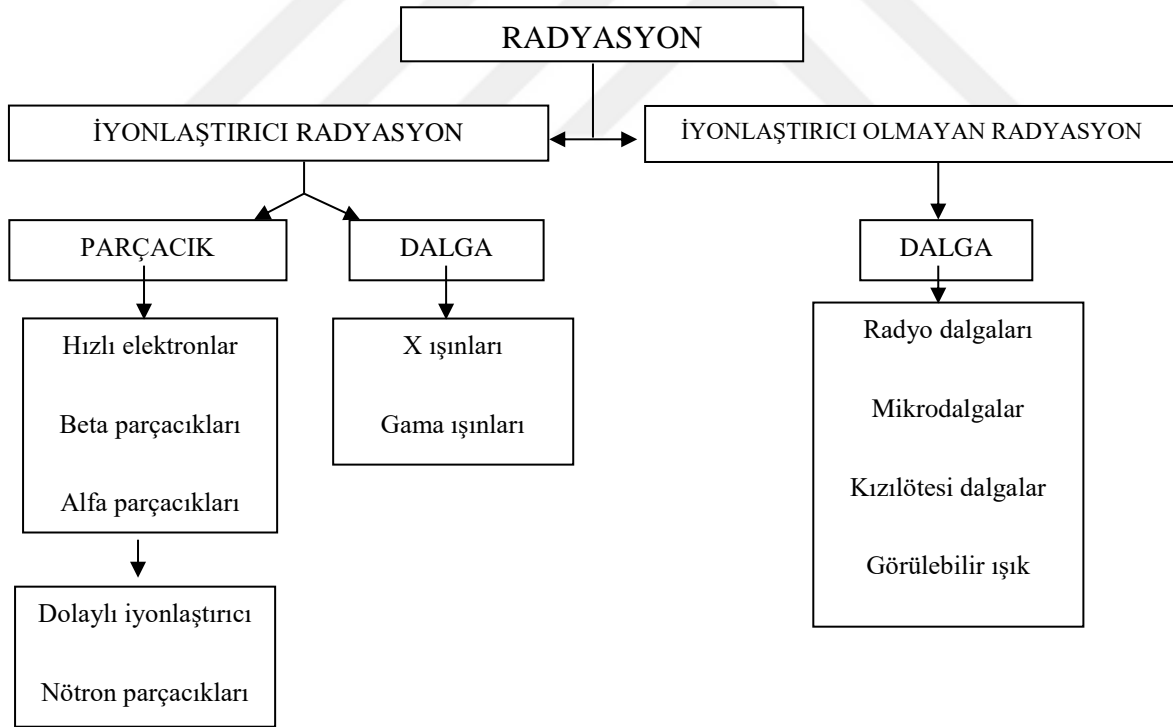 RADYASYON
İYONLAŞTIRICI RADYASYON
İYONLAŞTIRICI OLMAYAN RADYASYON
PARÇACIK
DALGA
DALGA
Hızlı elektronlar
Beta parçacıkları
Alfa parçacıkları
X ışınları
Gama ışınları
Radyo dalgaları
Mikrodalgalar
Kızılötesi dalgalar
Görülebilir ışık
Dolaylı iyonlaştırıcı
Nötron parçacıkları